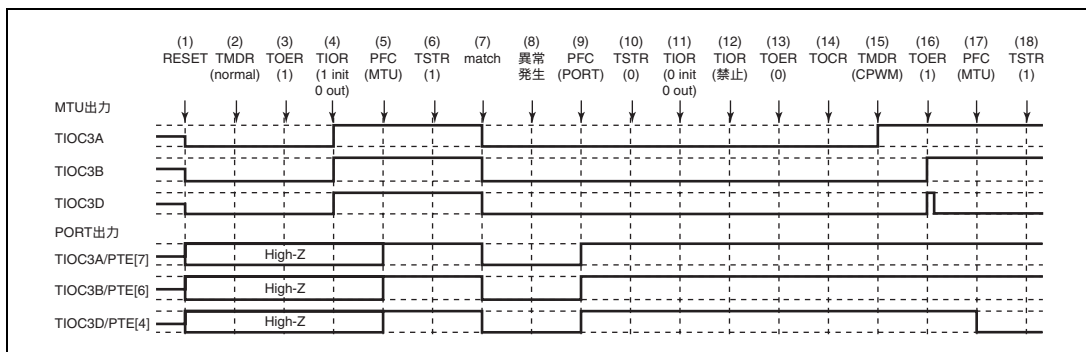 (1) (2) (3) (4) (5) (6) (7) (8) (9) (10) (11) (12) (13) (14) (15) (16) (17) (18)
RESET TMDR TOER TIOR PFC TSTR match 異常 PFC TSTR TIOR TIOR TOER TOCR TMDR TOER PFC TSTR
(normal) (1) (1 init (MTU) (1) 発生 (PORT) (0) (0 init (禁止) (0) (CPWM) (1) (MTU) (1)
0 out) 0 out)
MTU出力
TIOC3A
TIOC3B
TIOC3D
PORT出力
TIOC3A/PTE[7] High-Z
TIOC3B/PTE[6] High-Z
TIOC3D/PTE[4] High-Z